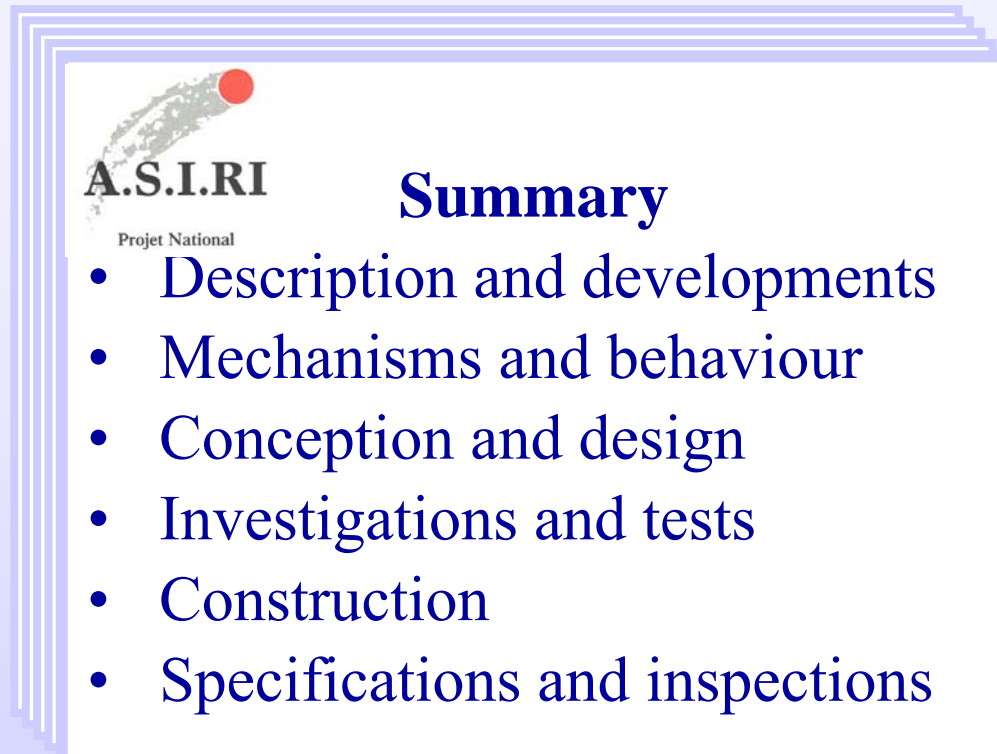 A.S.I.RI
Projet National
Summary
• Description and developments
• Mechanisms and behaviour
• Conception and design
• Investigations and tests
• Construction
• Specifications and inspections